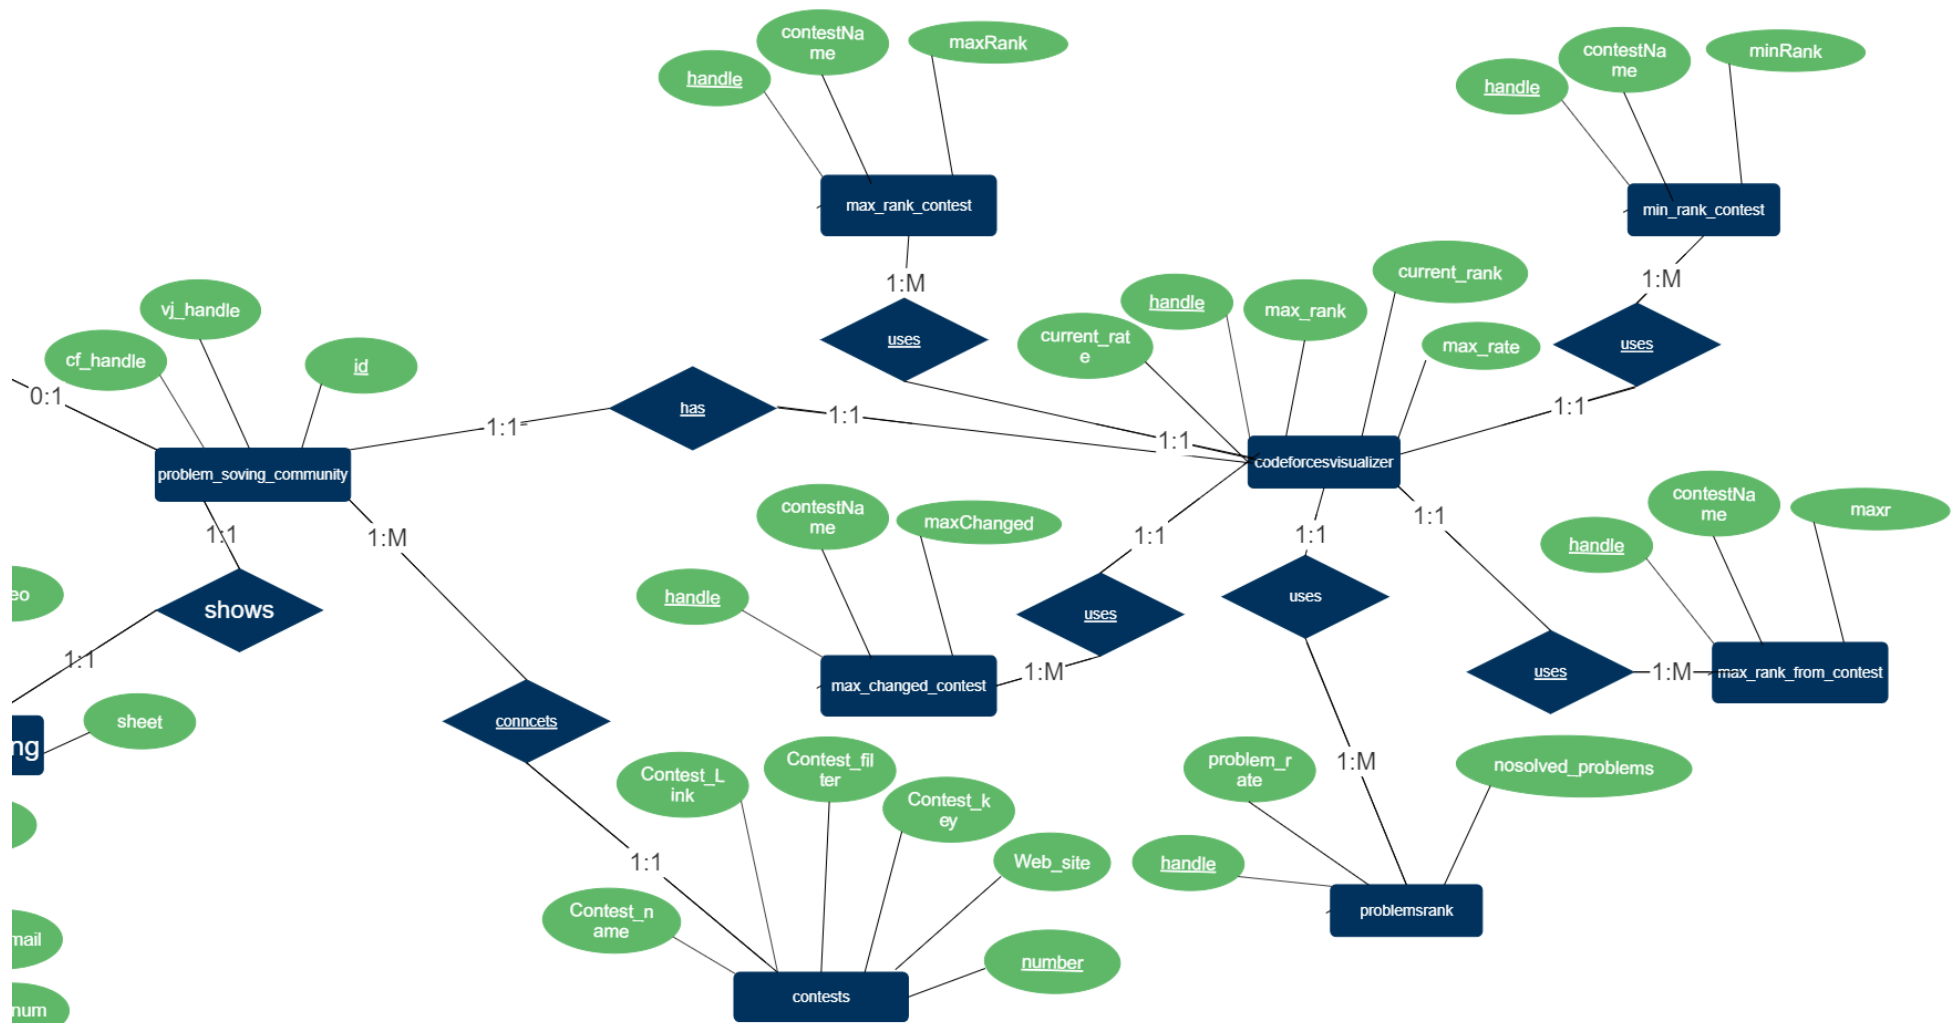 contestNa
me
maxRank
handle
max_rank_contest
1:M
uses
contestNa
me
minRank
handle
min_rank_contest
1:M
uses
1:1
current_rank
handle
max_rank
current_rat
e
max_rate
codeforcesvisualizer
vj_handle
cf_handle
id
0:1
problem_soving_community
1:1
has
1:1
1:1
1:1
1:M
shows
1:1
sheet
conncets
1:1
contestNa
me
maxChanged
handle
max_changed_contest
1:M
uses
1:1
1:1
uses
1:M
1:1
uses
1:M
contestNa
me
maxr
handle
max_rank_from_contest
problem_r
ate
nosolved_problems
handle
problemsrank
Contest_L
ink
Contest_fil
ter
Contest_k
ey
Web_site
Contest_n
ame
number
contests
eo
ng
mail
num